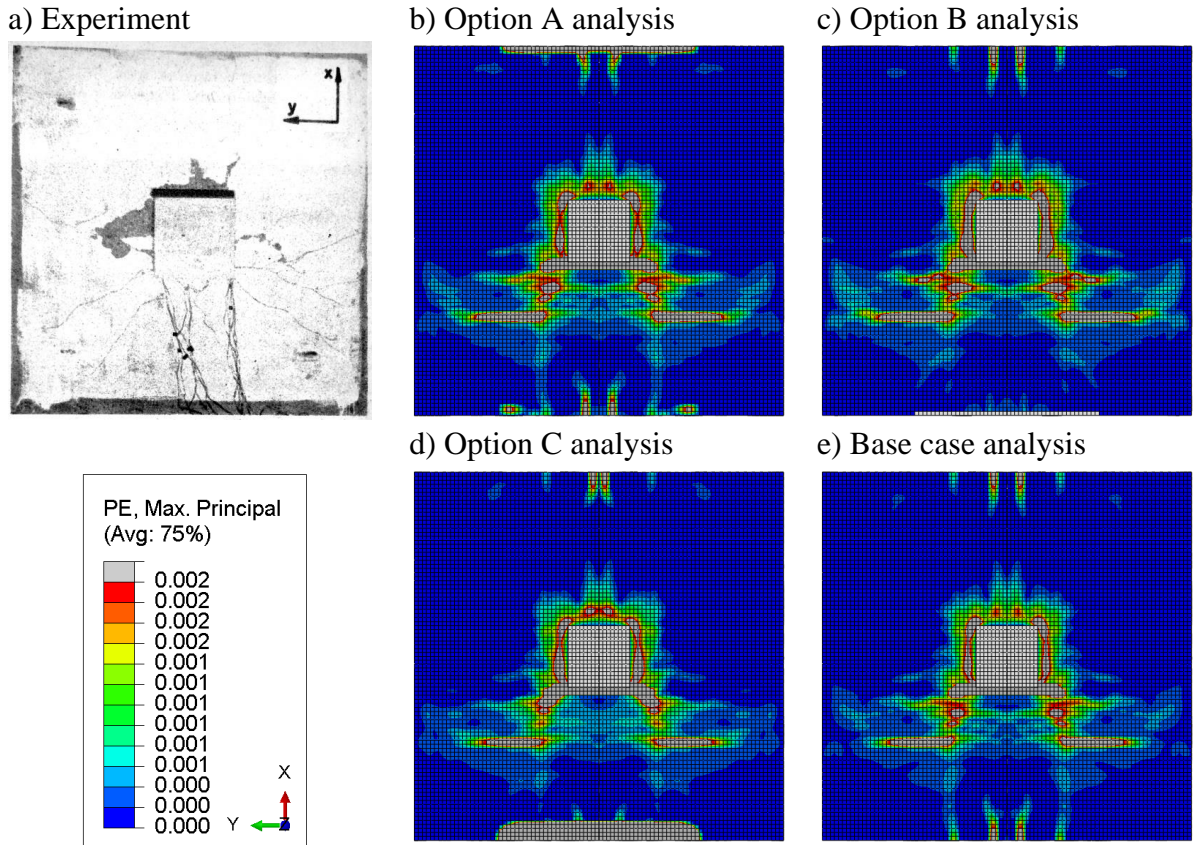 a) Experiment
b) Option A analysis
c) Option B analysis
x
y
d) Option C analysis
e) Base case analysis
PE, Max. Principal
(Avg: 75%)
0.002
0.002
0.002
0.002
0.001
0.001
0.001
0.001
0.001
0.000
0.000
0.000
X
Y
Z